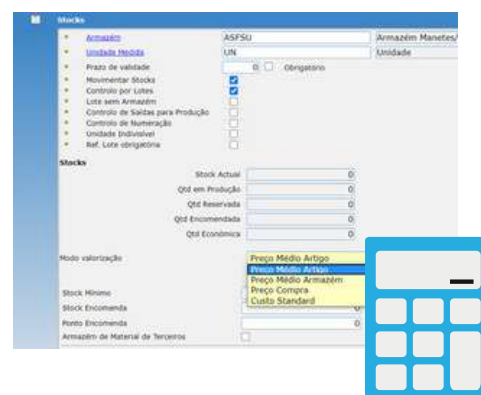 Stocks
Armazém ASFSU Armazém Manetes/
Unidade Medida UN Unidade
Prazo de validade 0 Obrigatório
Movimentar Stocks
Controlo por Lotes
Lote sem Armazém
Controlo de Saídas para Produção
Controlo de Numeração
Unidade Indivisível
Ref. Lote obrigatória
Stocks
Stock Actual 0
Qtd em Produção 0
Qtd Reservada 0
Qtd Encomendada 0
Qtd Económica 0
Modo valorização Preço Médio Artigo
Preço Médio Artigo
Preço Médio Armazém
Preço Compra
Custo Standard
Stock Mínimo
Stock Encomenda 0
Ponto Encomenda 0
Armazém de Material de Terceiros